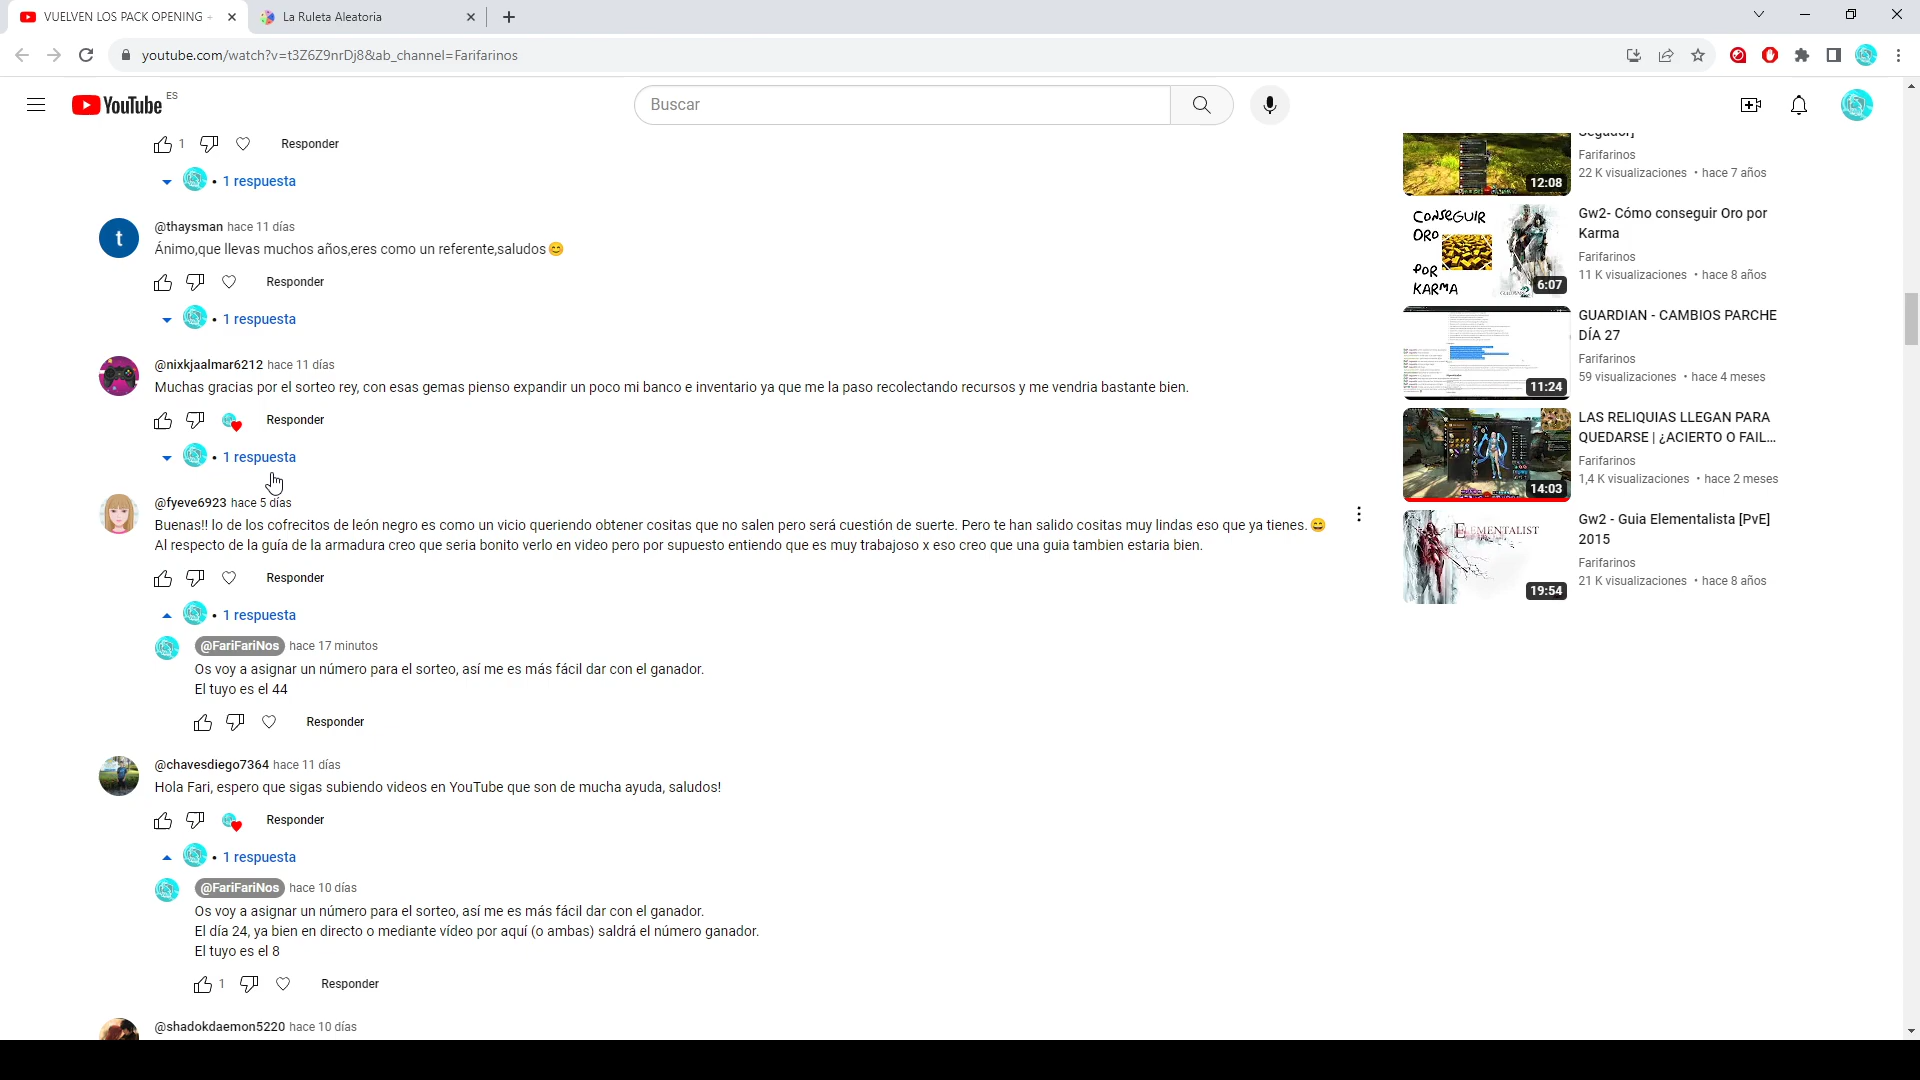 VUELVEN LOS PACK OPENING -
La Ruleta Aleatoria
youtube.com/watch?v=t3Z6Z9nrDj8&ab_channel=Farifarinos
YouTube ES
Buscar
1 Responder
• 1 respuesta
@thaysman hace 11 días
t
Ánimo,que llevas muchos años,eres como un referente,saludos😊
Responder
• 1 respuesta
@nixkjaalmar6212 hace 11 días
Muchas gracias por el sorteo rey, con esas gemas pienso expandir un poco mi banco e inventario ya que me la paso recolectando recursos y me vendria bastante bien.
Responder
• 1 respuesta
@fyeve6923 hace 5 días
Buenas!! lo de los cofrecitos de león negro es como un vicio queriendo obtener cositas que no salen pero será cuestión de suerte. Pero te han salido cositas muy lindas eso que ya tienes.😄
Al respecto de la guía de la armadura creo que seria bonito verlo en video pero por supuesto entiendo que es muy trabajoso x eso creo que una guia tambien estaria bien.
Responder
• 1 respuesta
@FariFariNos hace 17 minutos
Os voy a asignar un número para el sorteo, así me es más fácil dar con el ganador.
El tuyo es el 44
Responder
@chavesdiego7364 hace 11 días
Hola Fari, espero que sigas subiendo videos en YouTube que son de mucha ayuda, saludos!
Responder
• 1 respuesta
@FariFariNos hace 10 días
Os voy a asignar un número para el sorteo, así me es más fácil dar con el ganador.
El día 24, ya bien en directo o mediante vídeo por aquí (o ambas) saldrá el número ganador.
El tuyo es el 8
1 Responder
@shadokdaemon5220 hace 10 días
Segador]
Farifarinos
22 K visualizaciones • hace 7 años
12:08
CONSEGUIR
ORO
POR
KARMA
6:07
Gw2- Cómo conseguir Oro por
Karma
Farifarinos
11 K visualizaciones • hace 8 años
11:24
GUARDIAN - CAMBIOS PARCHE
DÍA 27
Farifarinos
59 visualizaciones • hace 4 meses
14:03
LAS RELIQUIAS LLEGAN PARA
QUEDARSE | ¿ACIERTO O FAIL...
Farifarinos
1,4 K visualizaciones • hace 2 meses
ELEMENTALIST
19:54
Gw2 - Guia Elementalista [PvE]
2015
Farifarinos
21 K visualizaciones • hace 8 años